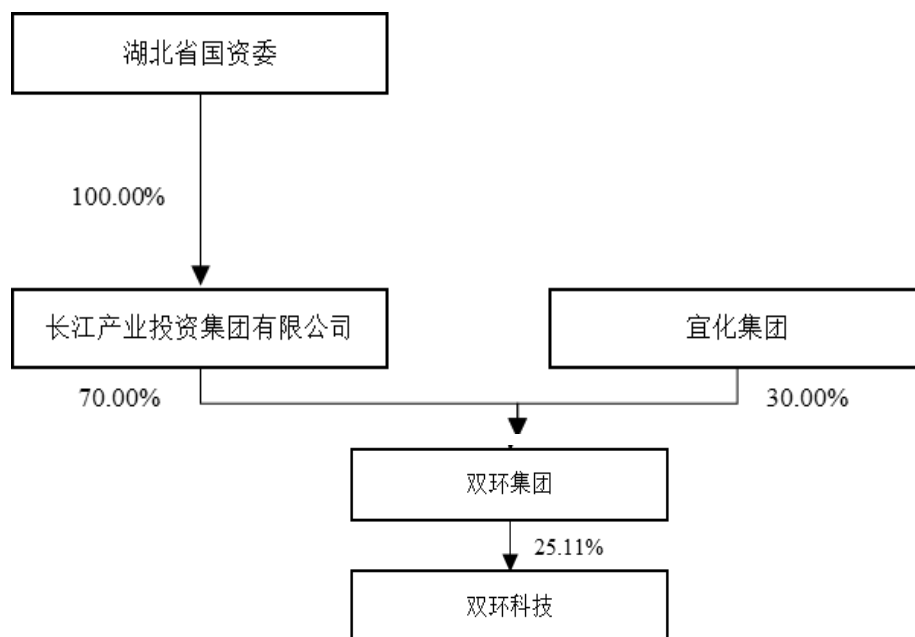 湖北省国资委
100.00%
长江产业投资集团有限公司
宜化集团
70.00%
30.00%
双环集团
25.11%
双环科技